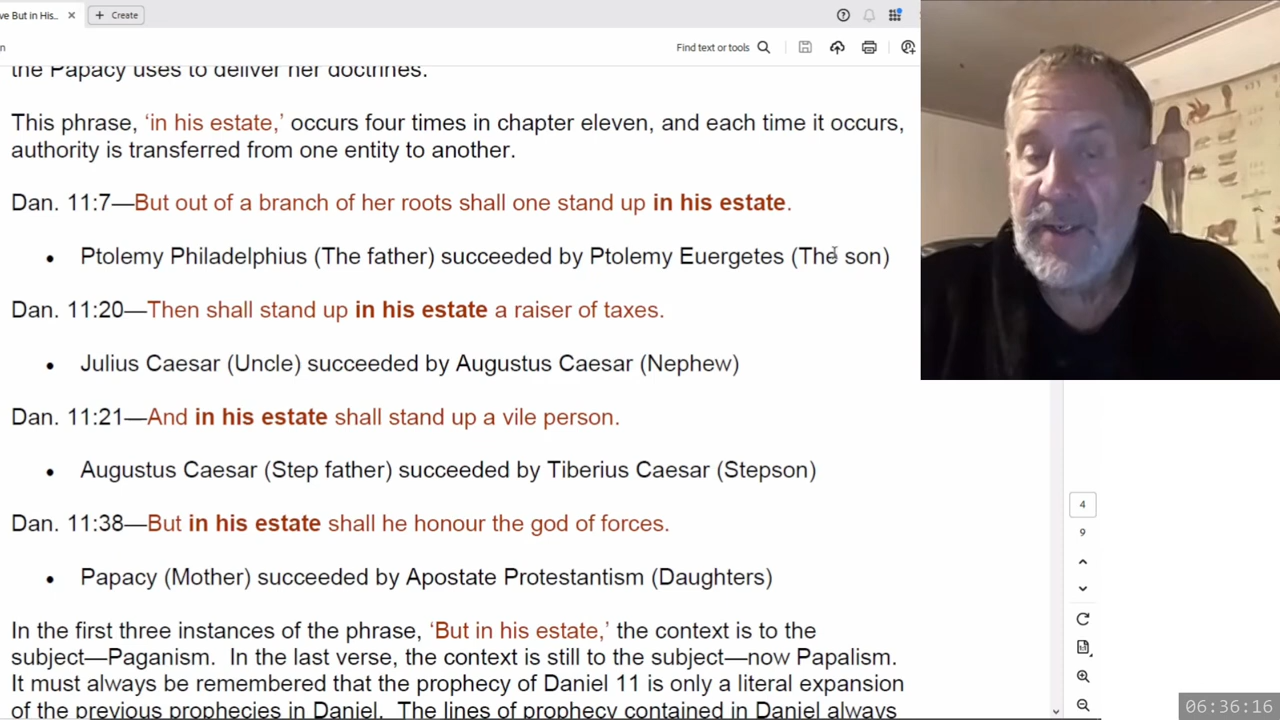 ve But in His..
Create
n
Find text or tools
the Papacy uses to deliver her doctrines.
This phrase, ‘in his estate,’ occurs four times in chapter eleven, and each time it occurs,
authority is transferred from one entity to another.
Dan. 11:7—But out of a branch of her roots shall one stand up in his estate.
• Ptolemy Philadelphius (The father) succeeded by Ptolemy Euergetes (The son)
Dan. 11:20—Then shall stand up in his estate a raiser of taxes.
• Julius Caesar (Uncle) succeeded by Augustus Caesar (Nephew)
Dan. 11:21—And in his estate shall stand up a vile person.
• Augustus Caesar (Step father) succeeded by Tiberius Caesar (Stepson)
Dan. 11:38—But in his estate shall he honour the god of forces.
• Papacy (Mother) succeeded by Apostate Protestantism (Daughters)
4
9
In the first three instances of the phrase, ‘But in his estate,’ the context is to the
subject—Paganism. In the last verse, the context is still to the subject—now Papalism.
It must always be remembered that the prophecy of Daniel 11 is only a literal expansion
of the previous prophecies in Daniel. The lines of prophecy contained in Daniel always
06:36:16